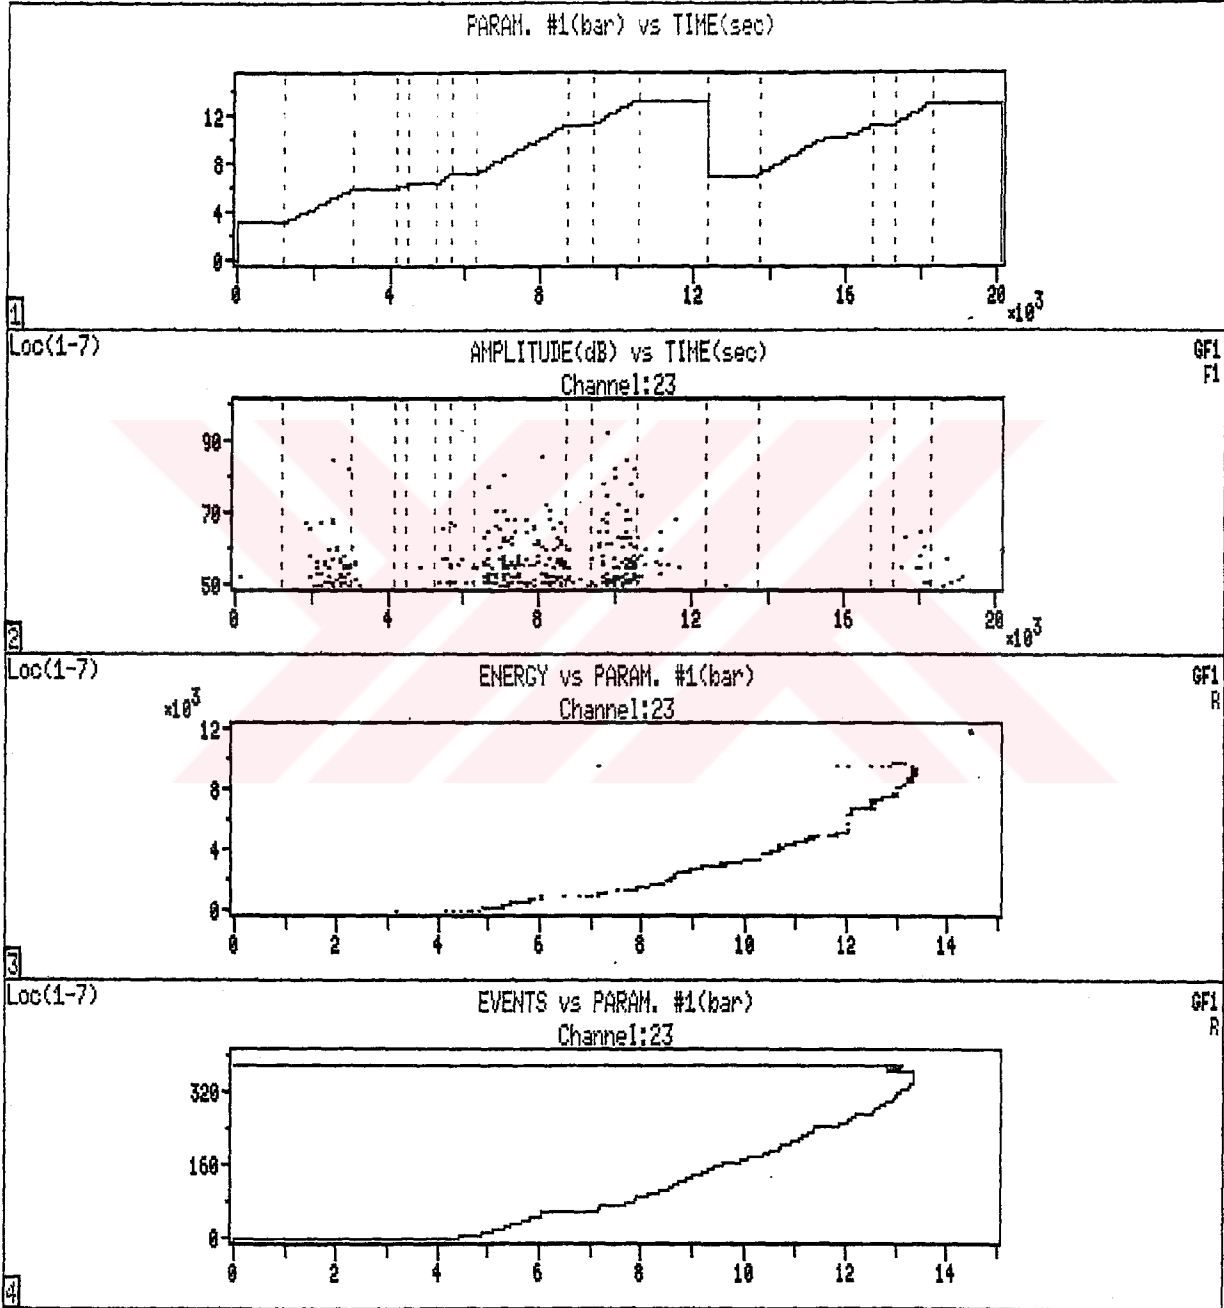 PARAM. #1(bar) vs TIME(sec)
12
8
4
0
0 4 8 12 16 20
×10³
1
Loc(1-7)
AMPLITUDE(dB) vs TIME(sec)
GF1
Channel:23
F1
90
70
50
0 4 8 12 16 20
×10³
2
Loc(1-7)
ENERGY vs PARAM. #1(bar)
GF1
×10³
Channel:23
R
12
8
4
0
0 2 4 6 8 10 12 14
3
Loc(1-7)
EVENTS vs PARAM. #1(bar)
GF1
Channel:23
R
320
160
0
0 2 4 6 8 10 12 14
4